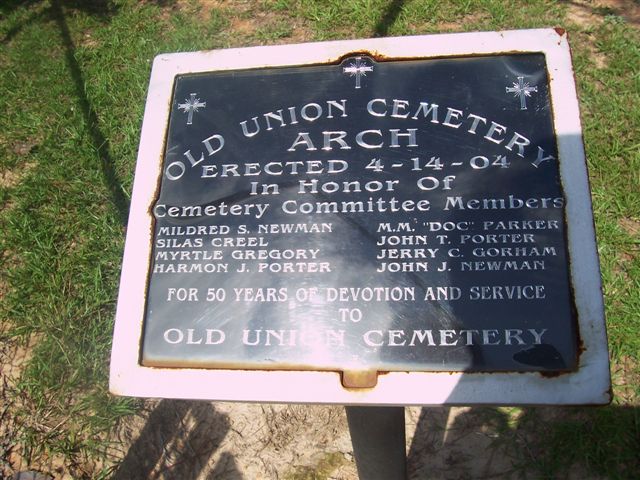 OLD UNION CEMETERY
ARCH
ERECTED 4-14-04
In Honor Of
Cemetery Committee Members
MILDRED S. NEWMAN M.M. "DOC" PARKER
SILAS CREEL JOHN T. PORTER
MYRTLE GREGORY JERRY C. GORHAM
HARMON J. PORTER JOHN J. NEWMAN
FOR 50 YEARS OF DEVOTION AND SERVICE
TO
OLD UNION CEMETERY